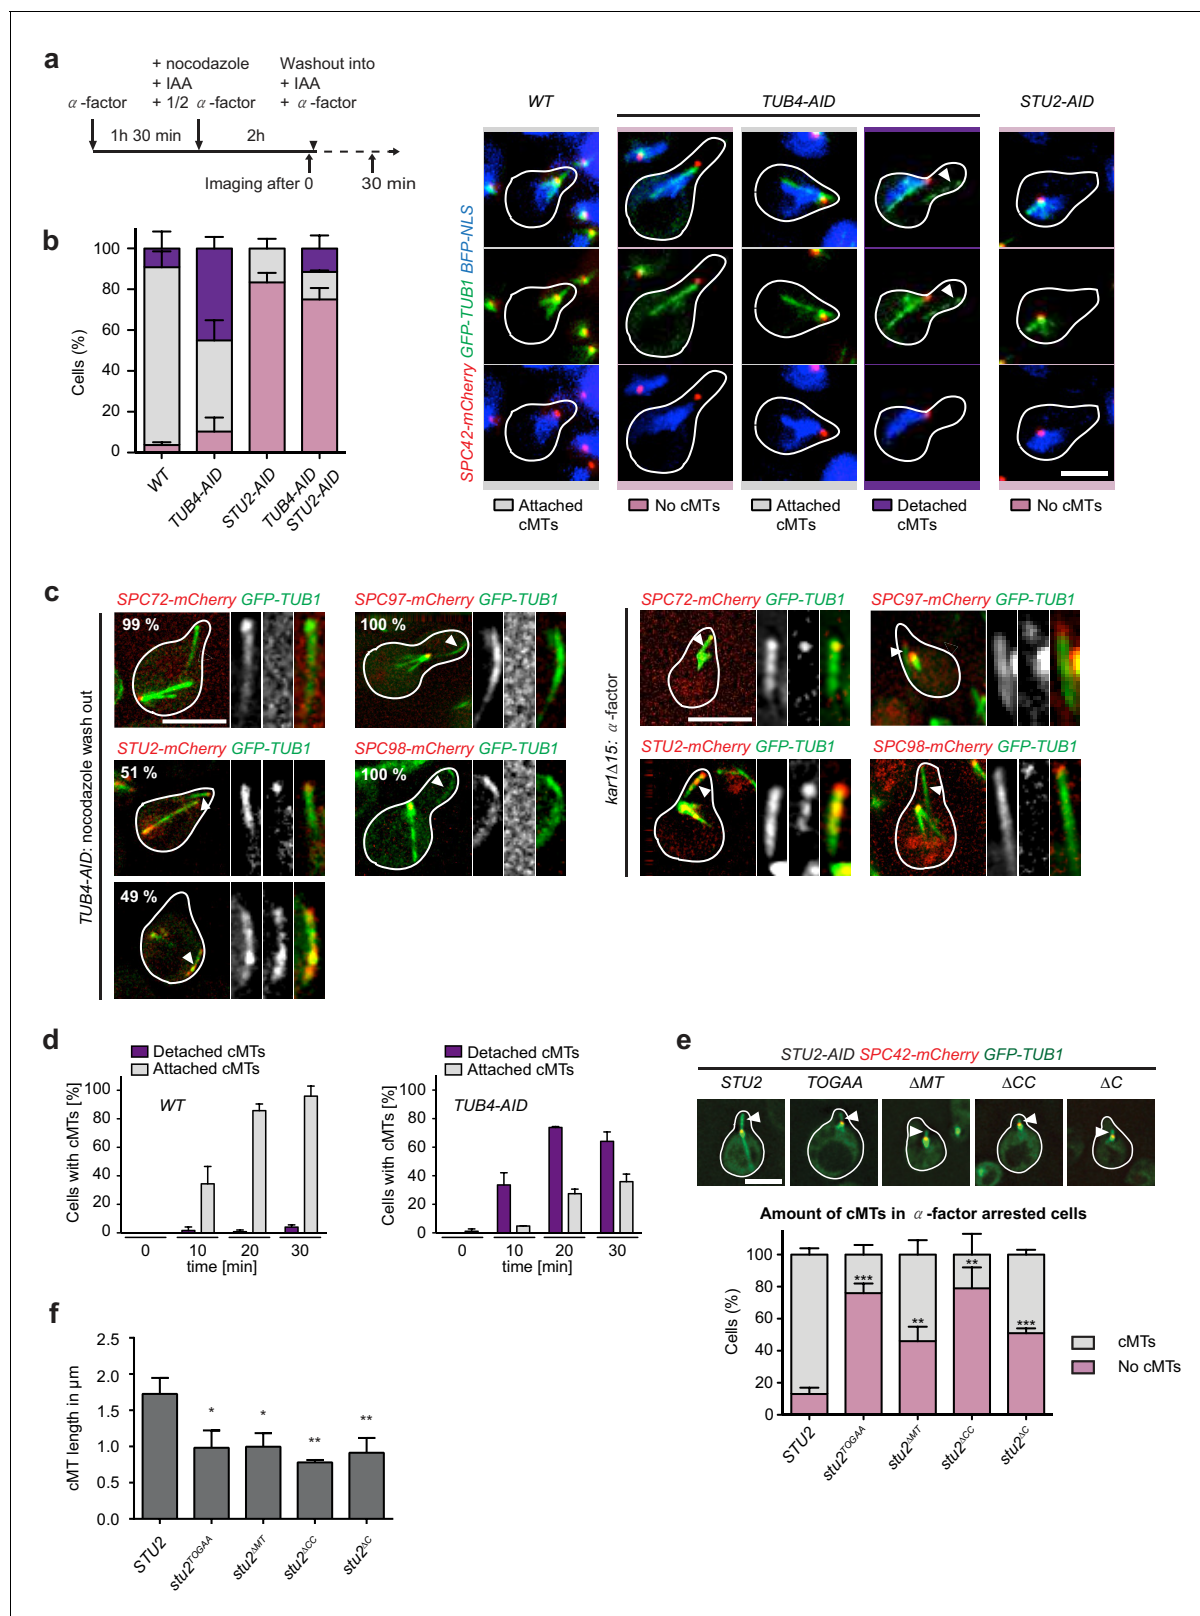 a
+ nocodazole
+ IAA
+ 1/2 α-factor
Washout into
+ IAA
+ α-factor
α-factor
1h 30 min
2h
Imaging after 0
30 min
WT
TUB4-AID
STU2-AID
SPC42-mCherry GFP-TUB1 BFP-NLS
Attached cMTs
No cMTs
Attached cMTs
Detached cMTs
No cMTs
b
Cells (%)
100
80
60
40
20
0
WT
TUB4-AID
STU2-AID
TUB4-AID STU2-AID
c
TUB4-AID: nocodazole wash out
SPC72-mCherry GFP-TUB1
99 %
SPC97-mCherry GFP-TUB1
100 %
STU2-mCherry GFP-TUB1
51 %
SPC98-mCherry GFP-TUB1
100 %
49 %
kar1Δ15: α-factor
SPC72-mCherry GFP-TUB1
SPC97-mCherry GFP-TUB1
STU2-mCherry GFP-TUB1
SPC98-mCherry GFP-TUB1
d
Detached cMTs
Attached cMTs
WT
Cells with cMTs [%]
100
80
60
40
20
0
0 10 20 30
time [min]
Detached cMTs
Attached cMTs
TUB4-AID
Cells with cMTs [%]
100
80
60
40
20
0
0 10 20 30
time [min]
e
STU2-AID SPC42-mCherry GFP-TUB1
STU2 TOGAA ΔMT ΔCC ΔC
Amount of cMTs in α-factor arrested cells
Cells (%)
100
80
60
40
20
0
***
**
**
***
cMTs
No cMTs
STU2
stu2TOGAA
stu2ΔMT
stu2ΔCC
stu2ΔC
f
cMT length in µm
2.5
2.0
1.5
1.0
0.5
0.0
*
*
**
**
STU2
stu2TOGAA
stu2ΔMT
stu2ΔCC
stu2ΔC